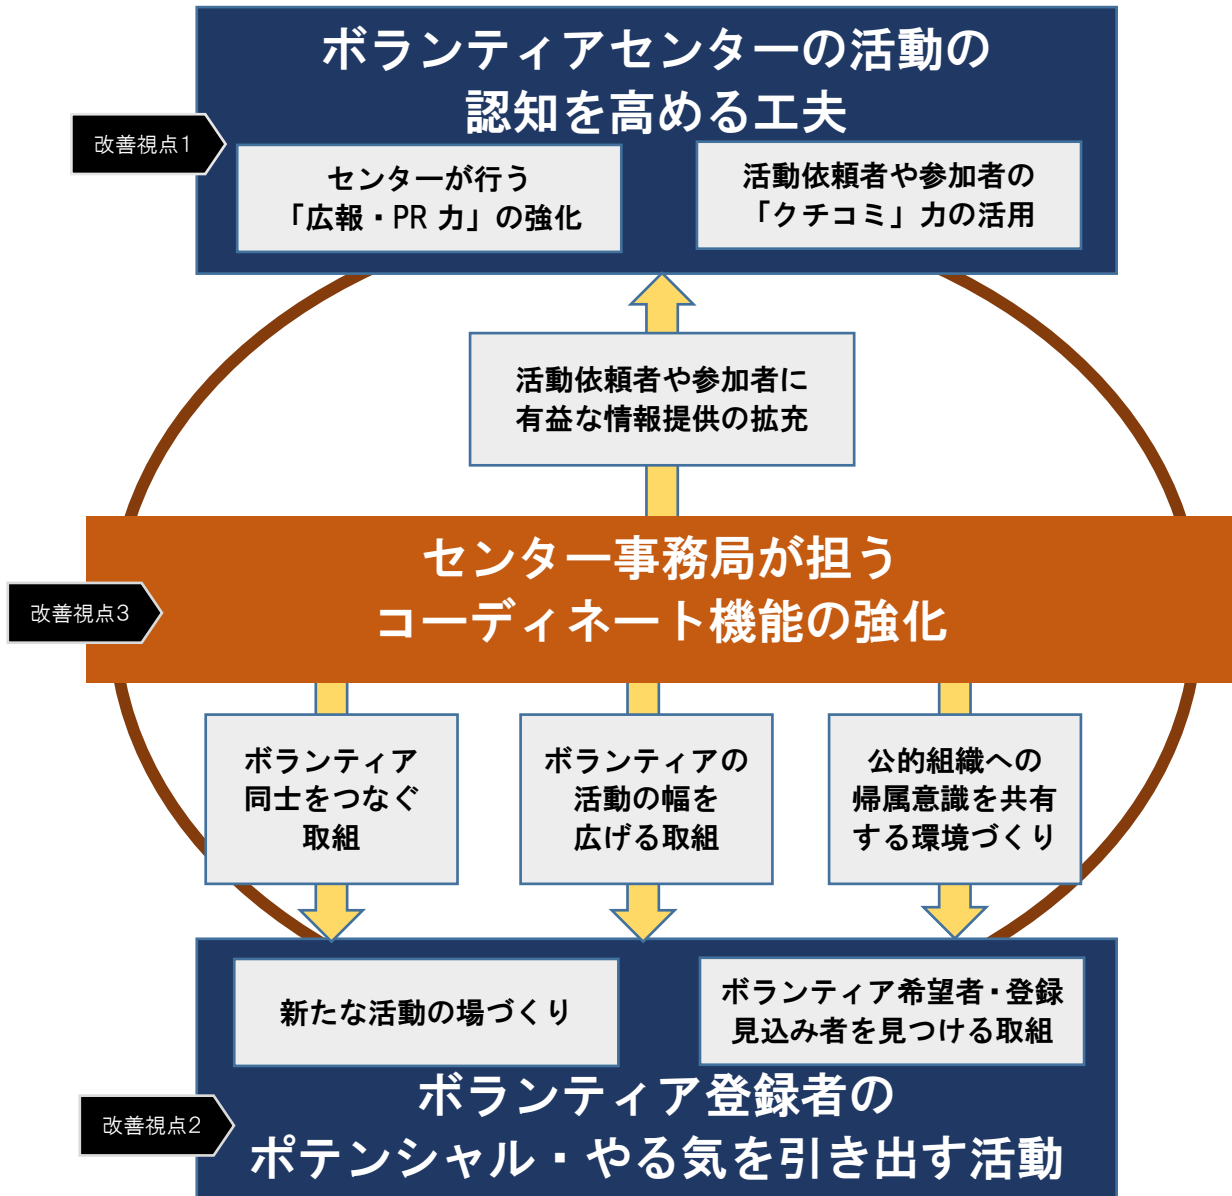 ボランティアセンターの活動の
認知を高める工夫
改善視点1
センターが行う
「広報・PR 力」の強化
活動依頼者や参加者の
「クチコミ」力の活用
活動依頼者や参加者に
有益な情報提供の拡充
センター事務局が担う
コーディネート機能の強化
改善視点3
ボランティア
同士をつなぐ
取組
ボランティアの
活動の幅を
広げる取組
公的組織への
帰属意識を共有
する環境づくり
新たな活動の場づくり
ボランティア希望者・登録
見込み者を見つける取組
改善視点2
ボランティア登録者の
ポテンシャル・やる気を引き出す活動